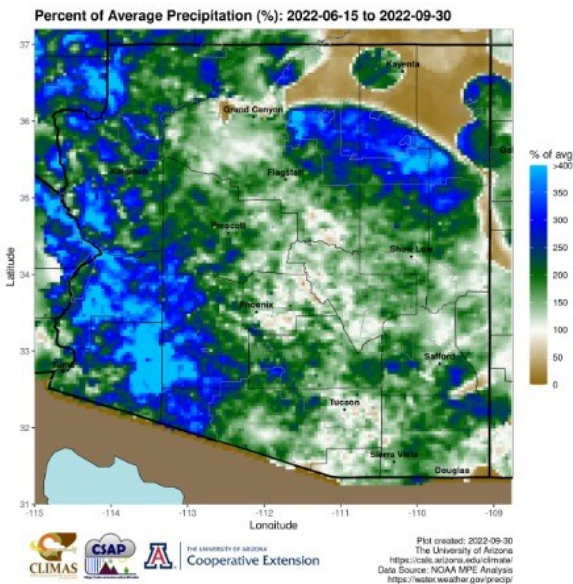 Percent of Average Precipitation (%): 2022-06-15 to 2022-09-30
37
36
35
34
33
32
31
Latitude
Kayenta
Grand Canyon
Kingman
Flagstaff
Prescott
Show Low
Phoenix
Safford
Yuma
Tucson
Sierra Vista
Douglas
-115
-114
-113
-112
-111
-110
-109
Longitude
% of avg
>400
350
300
250
200
150
100
50
0
CLIMAS
CSAP
A
THE UNIVERSITY OF ARIZONA
Cooperative Extension
Plot created: 2022-09-30
The University of Arizona
https://cals.arizona.edu/climate/
Data Source: NOAA MPE Analysis
https://water.weather.gov/precip/